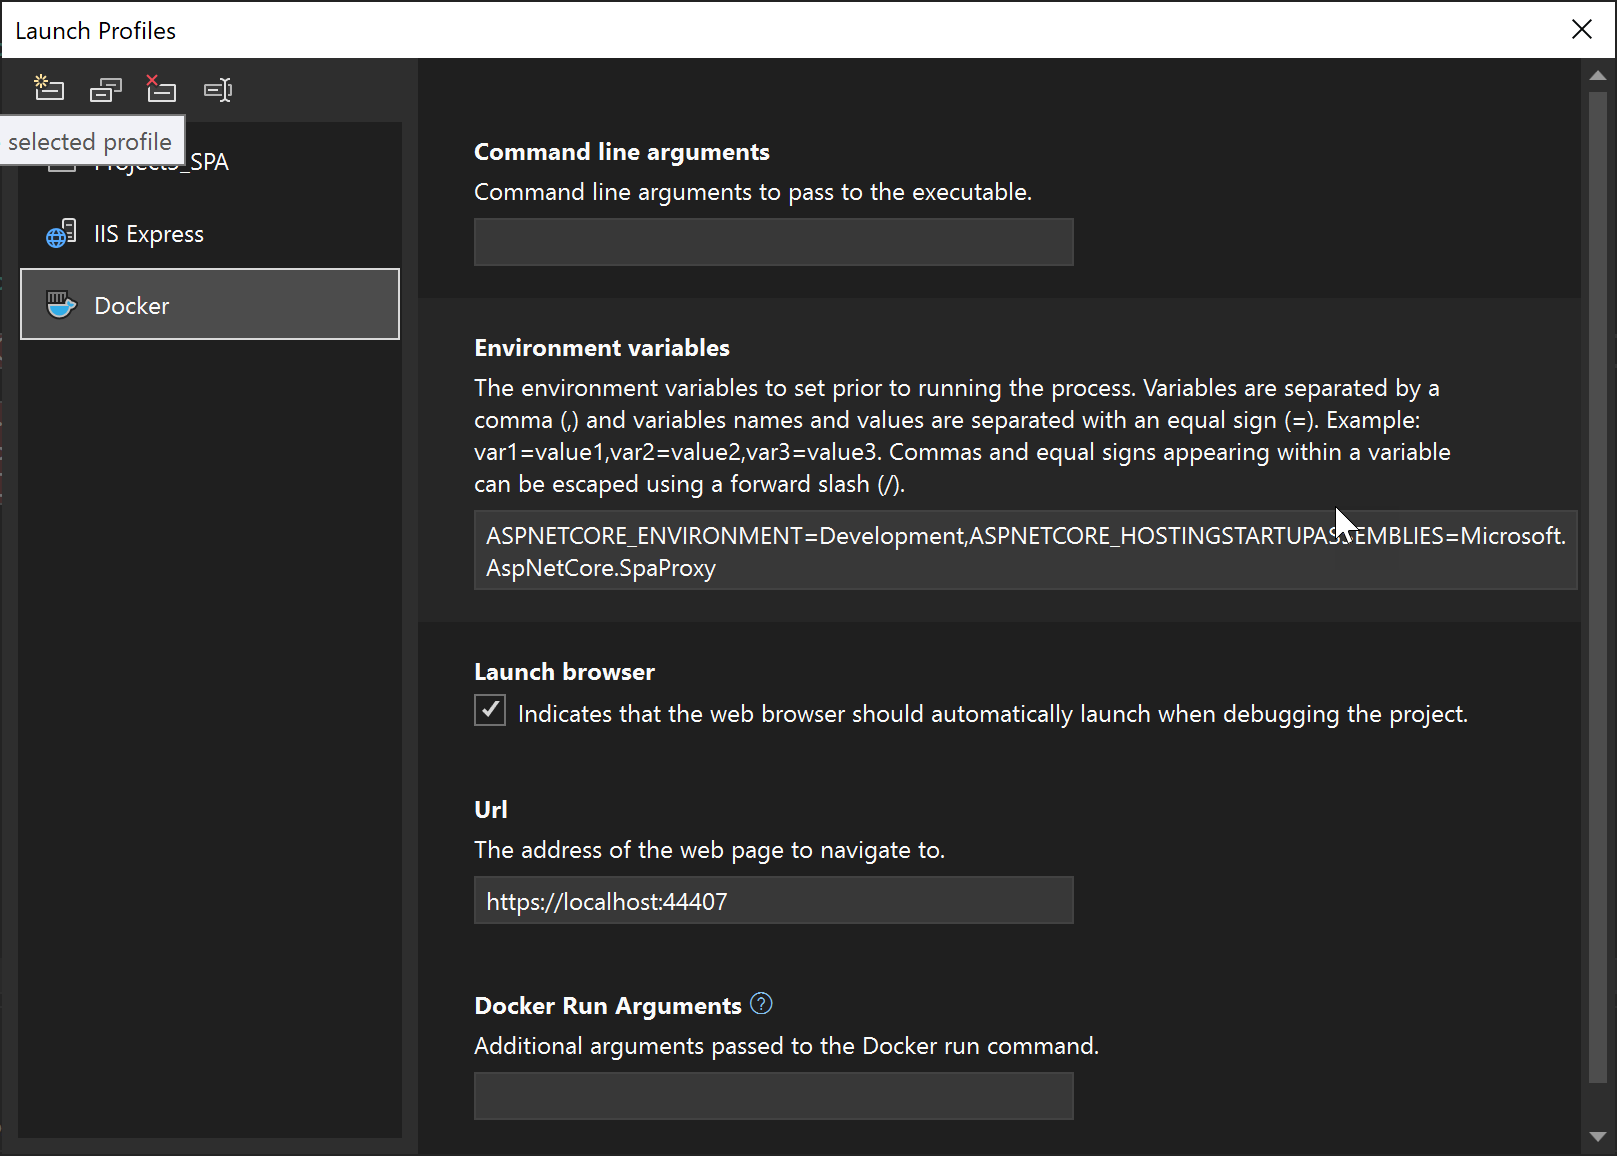 Launch Profiles
selected profile
_SPA
IIS Express
Docker
Command line arguments
Command line arguments to pass to the executable.
Environment variables
The environment variables to set prior to running the process. Variables are separated by a
comma (,) and variables names and values are separated with an equal sign (=). Example:
var1=value1,var2=value2,var3=value3. Commas and equal signs appearing within a variable
can be escaped using a forward slash (/).
ASPNETCORE_ENVIRONMENT=Development,ASPNETCORE_HOSTINGSTARTUPASSEMBLIES=Microsoft.
AspNetCore.SpaProxy
Launch browser
Indicates that the web browser should automatically launch when debugging the project.
Url
The address of the web page to navigate to.
https://localhost:44407
Docker Run Arguments
Additional arguments passed to the Docker run command.